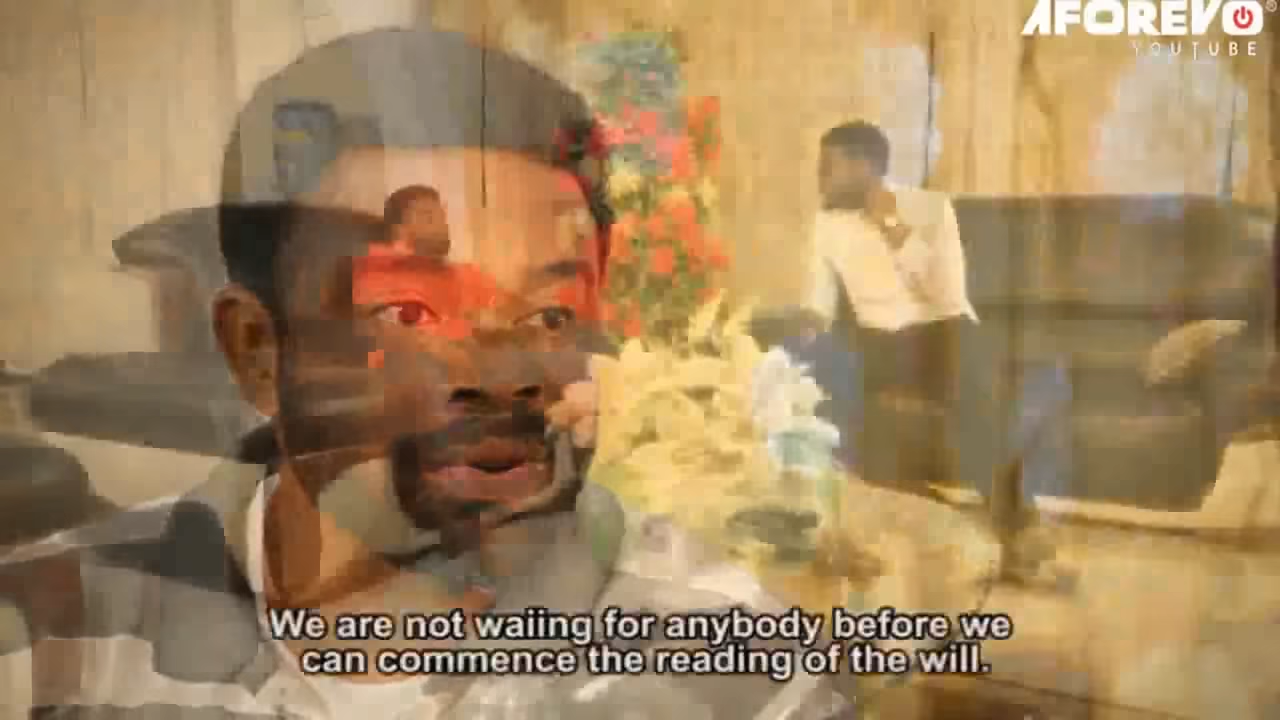 AFOREVO
YOUTUBE
We are not waiing for anybody before we
can commence the reading of the will.